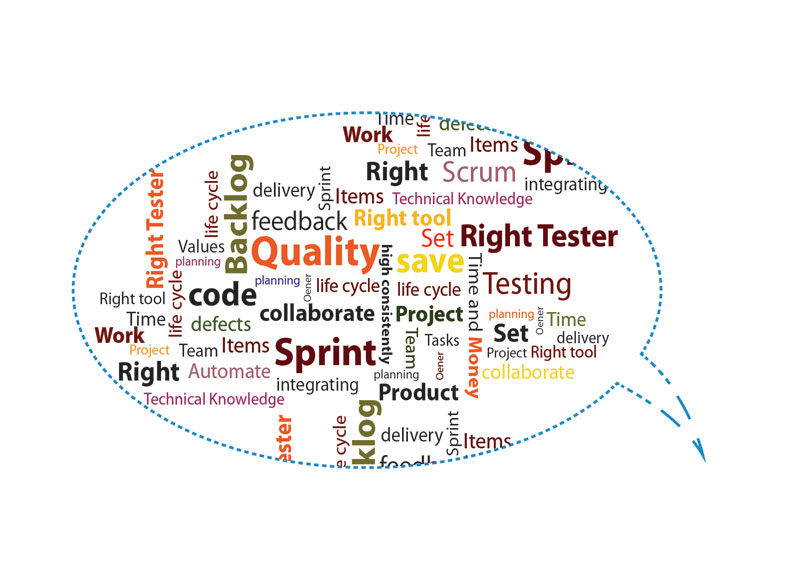 Time
life
defects
Work
Project
Team
Items
Sp
Right
Scrum
integrating
Right Tester
life cycle
Backlog
delivery
Sprint
Items
Technical Knowledge
feedback
Right tool
Set
Right Tester
Values
planning
Quality
high consistently
save
Time and Money
Testing
planning
Oener
life cycle
life cycle
Right tool
life cycle
code
collaborate
Project
planning
Oener
Time
Time
defects
Set
delivery
Work
Project
Team
Items
Sprint
Team
Tasks
Oener
Project
Right tool
Right
Automate
integrating
planning
Product
collaborate
Technical Knowledge
ester
e cycle
klog
delivery
Sprint
Items
feedb